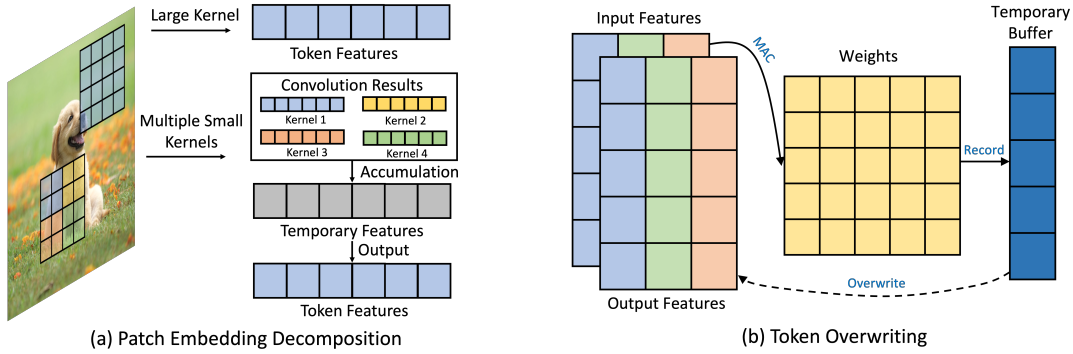 Large Kernel
Token Features
Multiple Small
Kernels
Convolution Results
Kernel 1
Kernel 2
Kernel 3
Kernel 4
Accumulation
Temporary Features
Output
Token Features
(a) Patch Embedding Decomposition
Input Features
MAC
Weights
Temporary
Buffer
Record
Overwrite
Output Features
(b) Token Overwriting